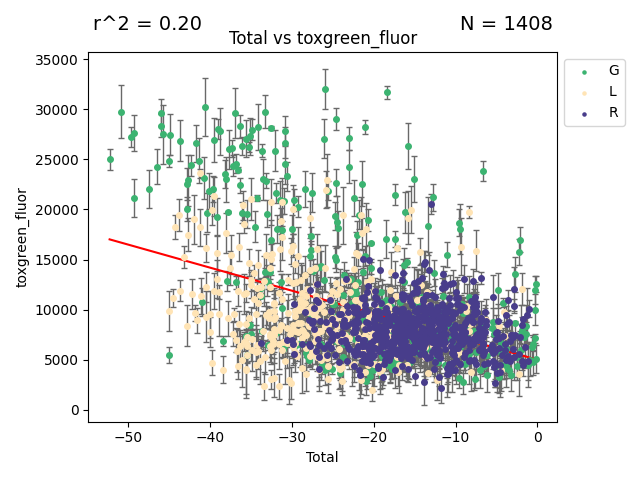 r^2 = 0.20
N = 1408
Total vs toxgreen_fluor
35000
30000
25000
20000
15000
10000
5000
0
toxgreen_fluor
−50
−40
−30
−20
−10
0
Total
G
L
R